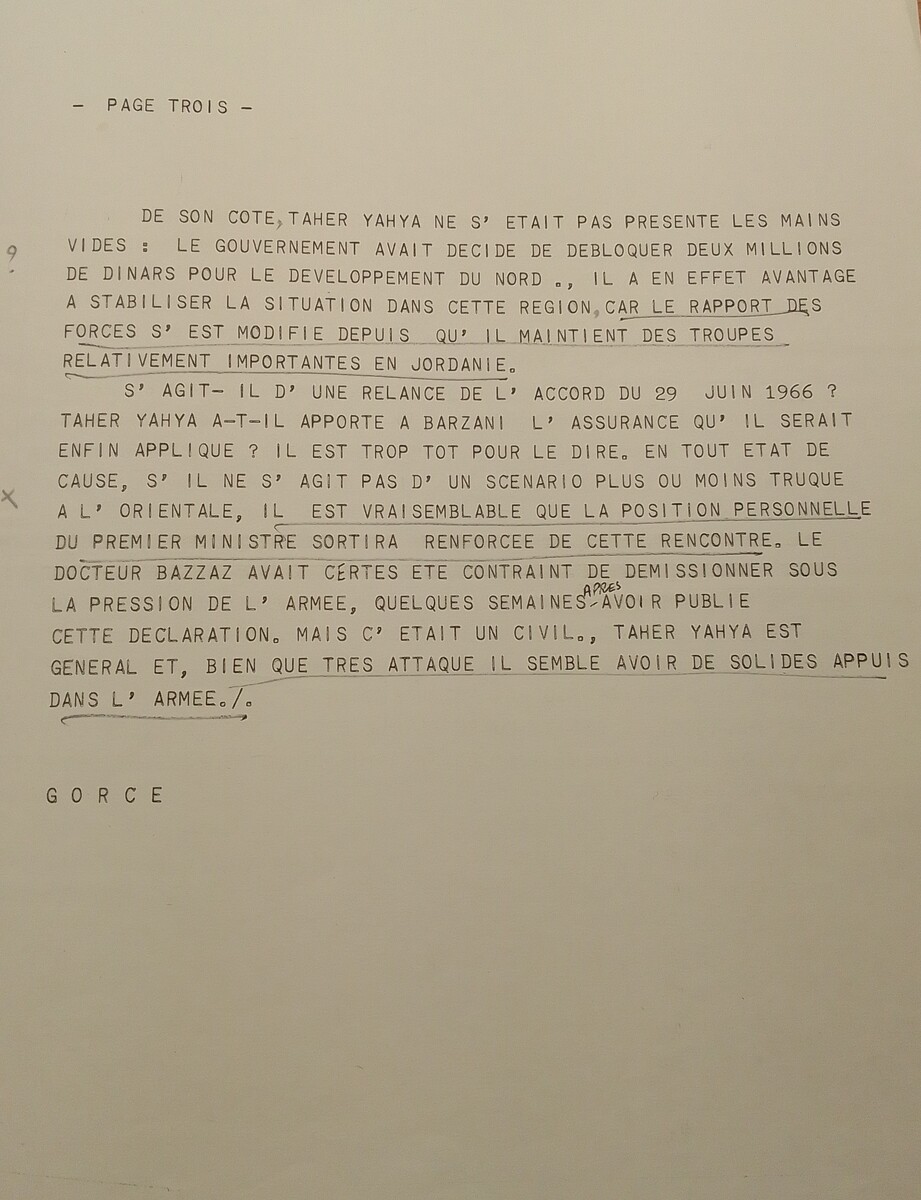 - PAGE TROIS -
DE SON COTE, TAHER YAHYA NE S' ETAIT PAS PRESENTE LES MAINS
VIDES : LE GOUVERNEMENT AVAIT DECIDE DE DEBLOQUER DEUX MILLIONS
DE DINARS POUR LE DEVELOPPEMENT DU NORD ., IL A EN EFFET AVANTAGE
A STABILISER LA SITUATION DANS CETTE REGION, CAR LE RAPPORT DES
FORCES S' EST MODIFIE DEPUIS QU' IL MAINTIENT DES TROUPES
RELATIVEMENT IMPORTANTES EN JORDANIE.
S' AGIT- IL D' UNE RELANCE DE L' ACCORD DU 29 JUIN 1966 ?
TAHER YAHYA A-T-IL APPORTE A BARZANI L' ASSURANCE QU' IL SERAIT
ENFIN APPLIQUE ? IL EST TROP TOT POUR LE DIRE. EN TOUT ETAT DE
CAUSE, S' IL NE S' AGIT PAS D' UN SCENARIO PLUS OU MOINS TRUQUE
A L' ORIENTALE, IL EST VRAISEMBLABLE QUE LA POSITION PERSONNELLE
DU PREMIER MINISTRE SORTIRA RENFORCEE DE CETTE RENCONTRE. LE
DOCTEUR BAZZAZ AVAIT CERTES ETE CONTRAINT DE DEMISSIONNER SOUS
LA PRESSION DE L' ARMEE, QUELQUES SEMAINES APRES AVOIR PUBLIE
CETTE DECLARATION. MAIS C' ETAIT UN CIVIL., TAHER YAHYA EST
GENERAL ET, BIEN QUE TRES ATTAQUE IL SEMBLE AVOIR DE SOLIDES APPUIS
DANS L' ARMEE./.
G O R C E